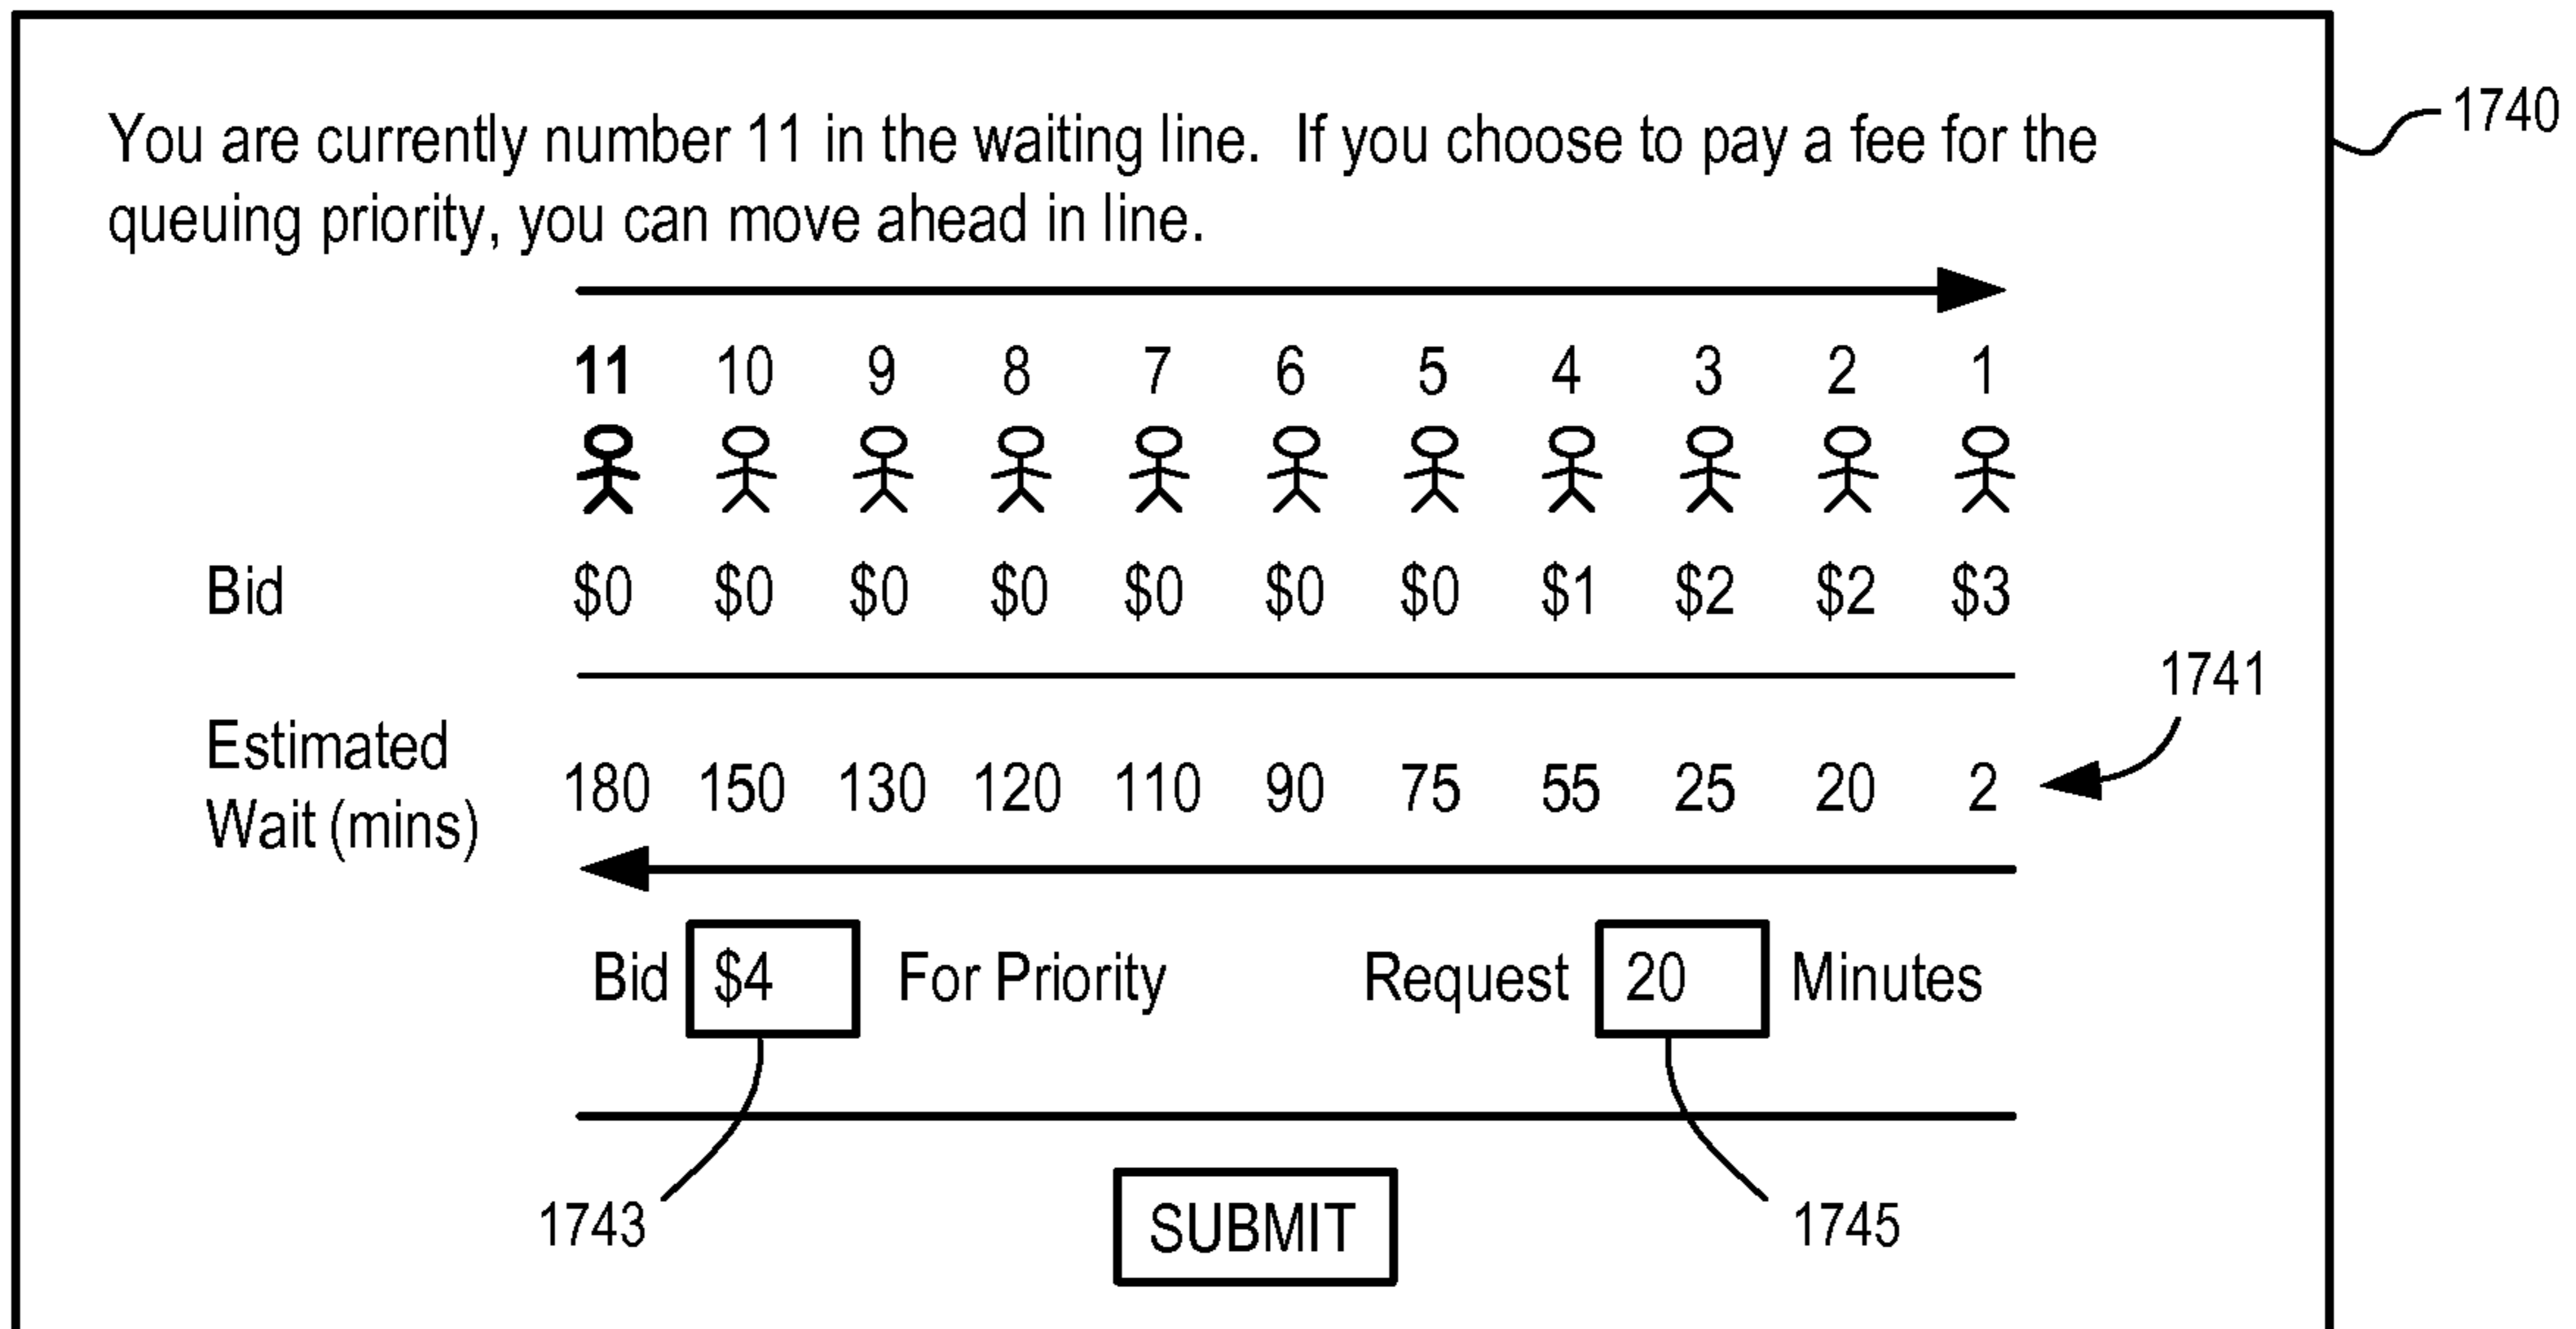 1740
You are currently number 11 in the waiting line. If you choose to pay a fee for the
queuing priority, you can move ahead in line.
11 10 9 8 7 6 5 4 3 2 1
Bid $0 $0 $0 $0 $0 $0 $0 $1 $2 $2 $3
1741
Estimated
Wait (mins)
180 150 130 120 110 90 75 55 25 20 2
Bid $4 For Priority Request 20 Minutes
1743 1745
SUBMIT